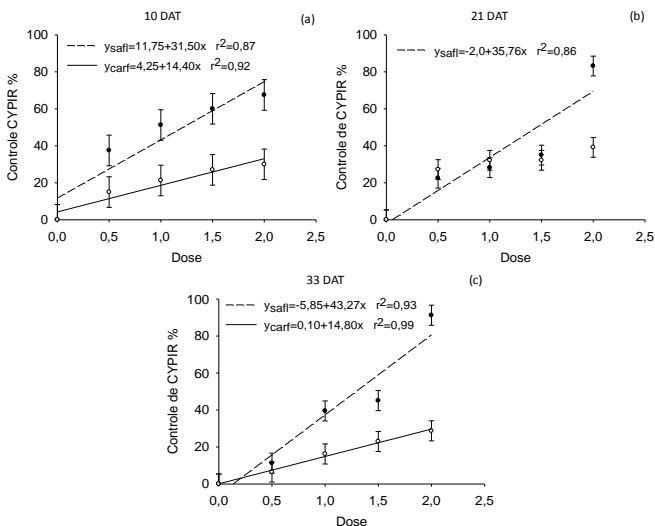 10 DAT (a)
ysafl=11,75+31,50x r2=0,87
ycarf=4,25+14,40x r2=0,92
Controle CYPIR %
100
80
60
40
20
0
0,0 0,5 1,0 1,5 2,0 2,5
Dose
21 DAT (b)
ysafl=-2,0+35,76x r2=0,86
Controle de CYPIR %
100
80
60
40
20
0
0,0 0,5 1,0 1,5 2,0 2,5
Dose
33 DAT (c)
ysafl=-5,85+43,27x r2=0,93
ycarf=0,10+14,80x r2=0,99
Controle de CYPIR %
100
80
60
40
20
0
0,0 0,5 1,0 1,5 2,0 2,5
Dose